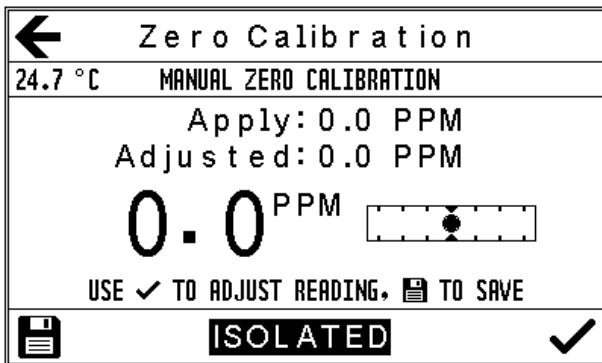 Zero Calibration
24.7 °C MANUAL ZERO CALIBRATION
Apply: 0.0 PPM
Adjusted: 0.0 PPM
0.0 PPM
USE ✓ TO ADJUST READING, 💾 TO SAVE
ISOLATED